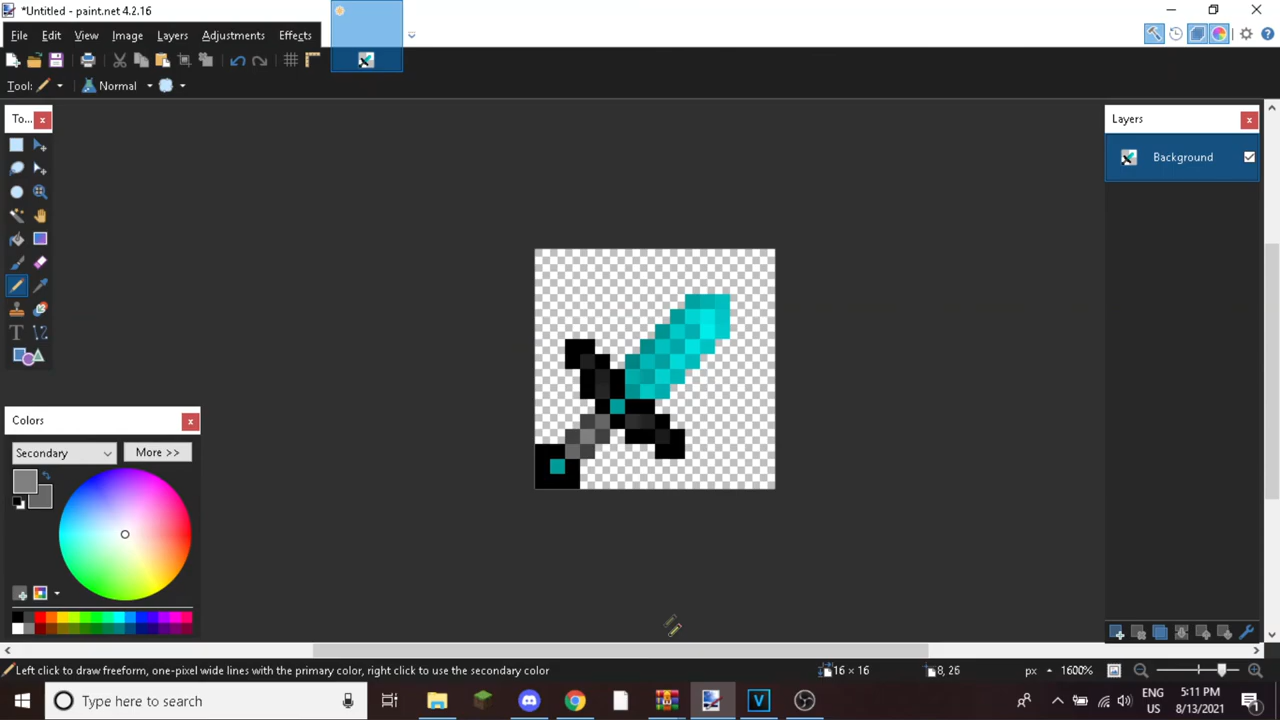 *Untitled - paint.net 4.2.16
File Edit View Image Layers Adjustments Effects
Tool: Normal
To...
Layers
Background
Colors
Secondary
More >>
Left click to draw freeform, one-pixel wide lines with the primary color, right click to use the secondary color
16 × 16
8, 25
px
1600%
Type here to search
ENG
US
5:11 PM
8/13/2021